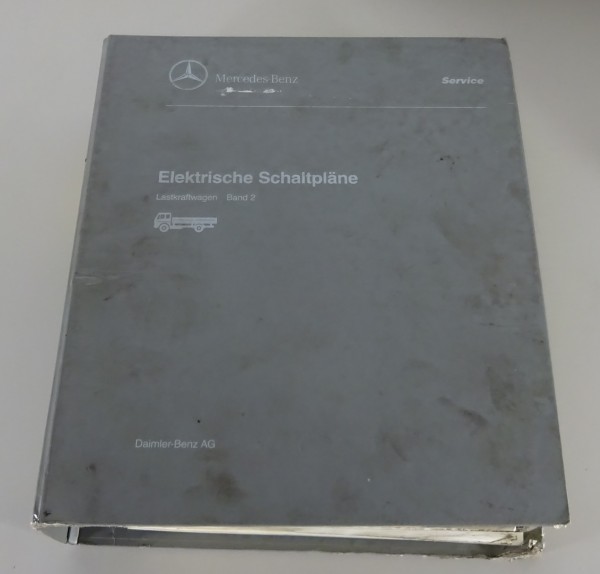 Mercedes-Benz
Service
Elektrische Schaltpläne
Lastkraftwagen Band 2
Daimler-Benz AG